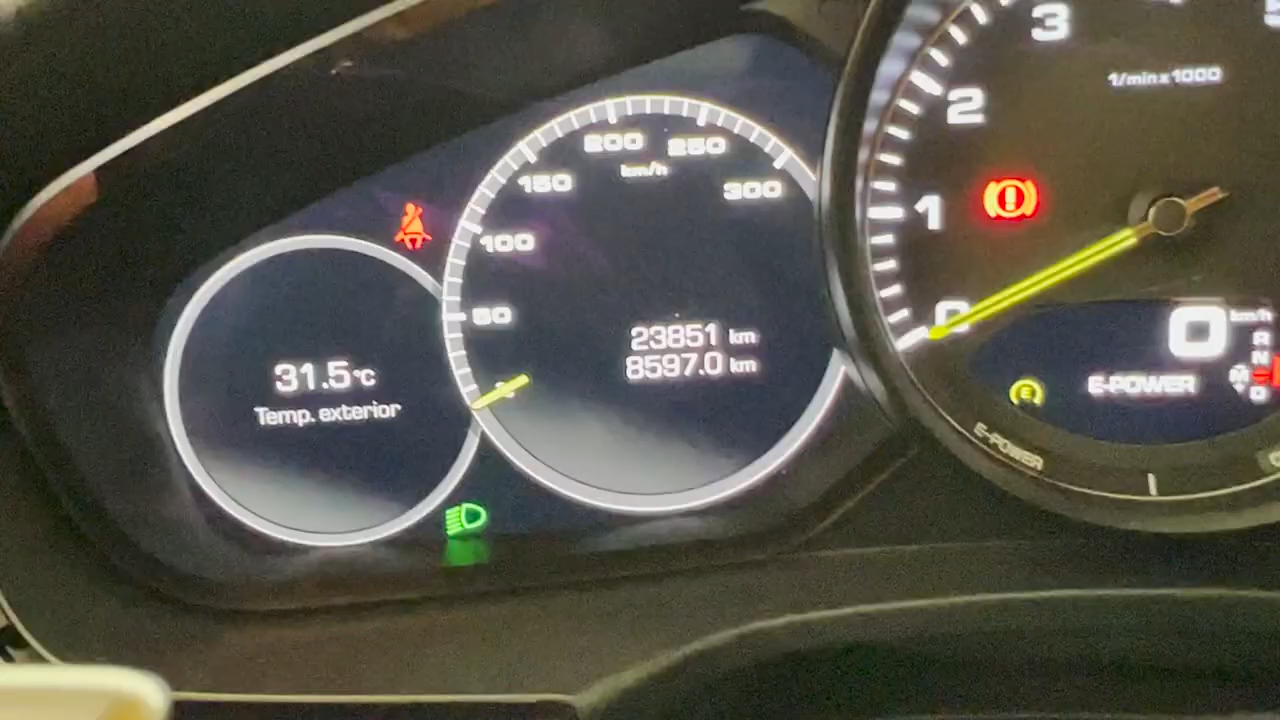 31.5°C
Temp. exterior
0
50
100
150
200
250
300
km/h
23851 km
8597.0 km
0
1
2
3
1/min x 1000
0 km/h
E-POWER
R
N
E-POWER